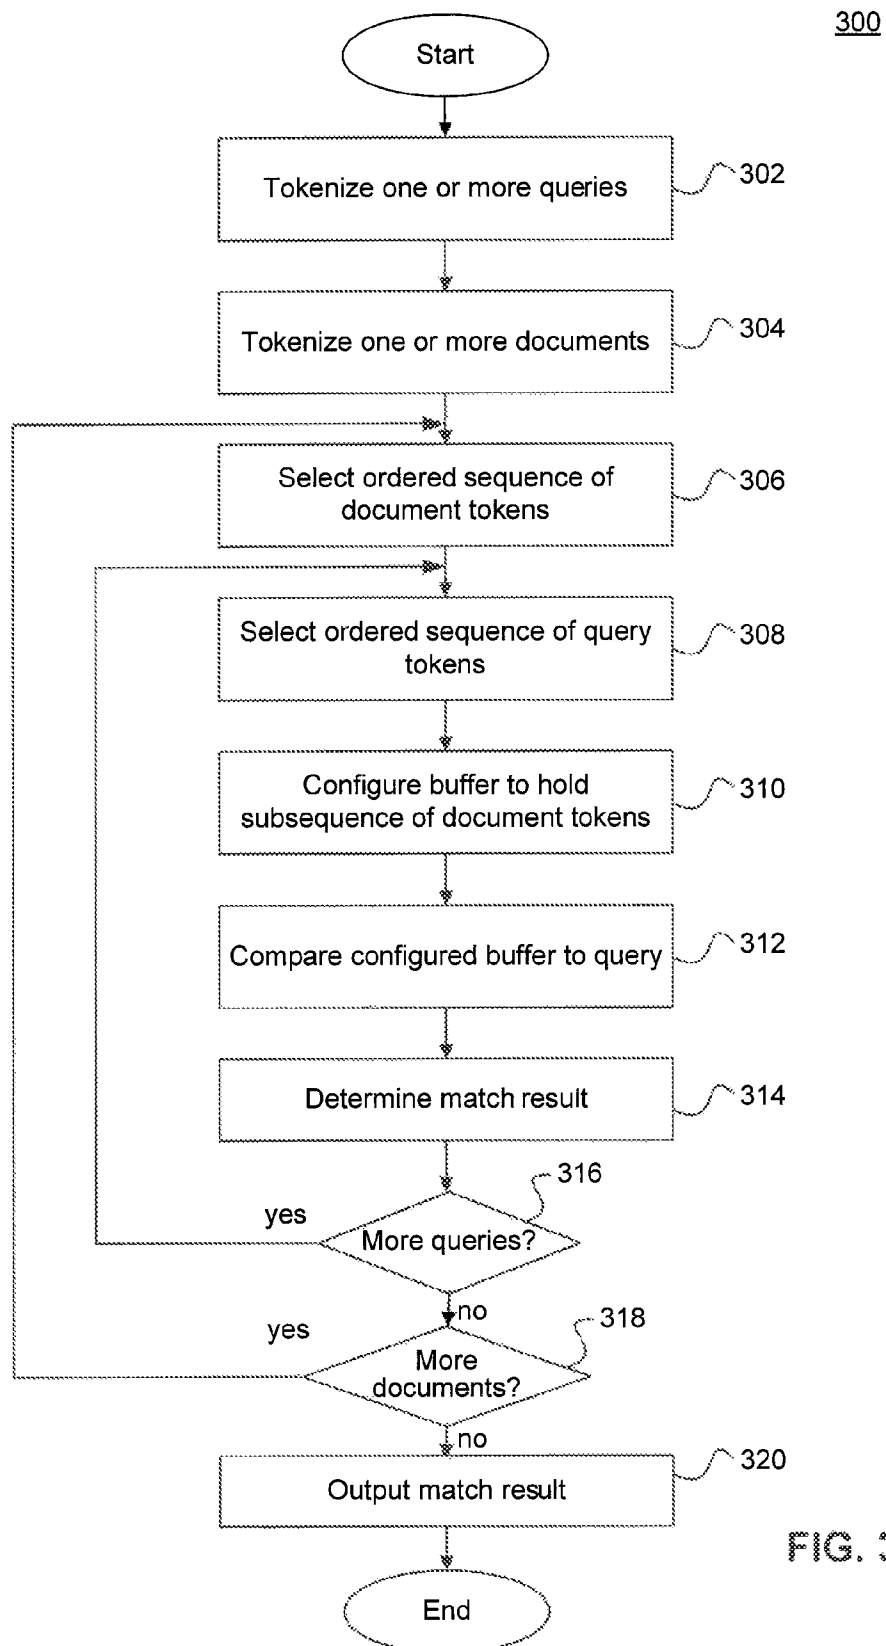 300
Start
Tokenize one or more queries
302
Tokenize one or more documents
304
Select ordered sequence of
document tokens
306
Select ordered sequence of query
tokens
308
Configure buffer to hold
subsequence of document tokens
310
Compare configured buffer to query
312
Determine match result
314
316
yes
More queries?
no
318
yes
More
documents?
no
Output match result
320
FIG.
End